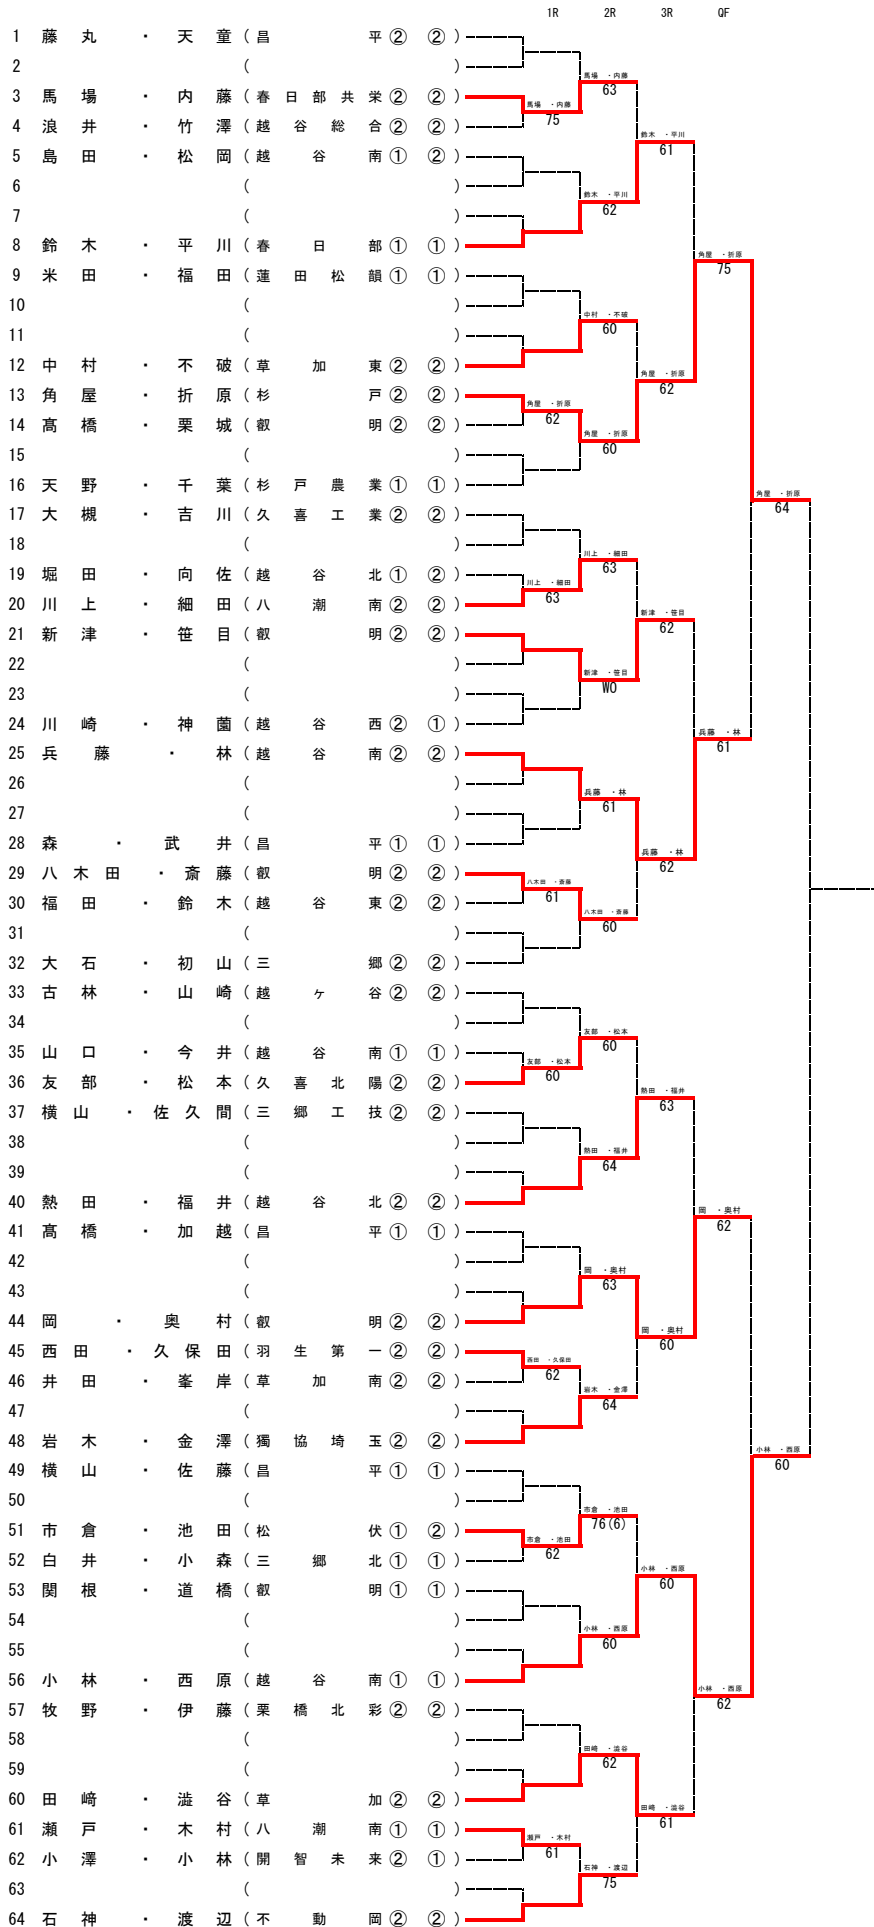 1R 2R 3R QF
1 藤 丸 ・ 天 童 ( 昌 平 ② ② )
2 ( )
馬場 ・内藤
63
3 馬 場 ・ 内 藤 ( 春 日 部 共 栄 ② ② )
馬場 ・内藤
75
4 浪 井 ・ 竹 澤 ( 越 谷 総 合 ② ② )
鈴木 ・平川
61
5 島 田 ・ 松 岡 ( 越 谷 南 ① ② )
6 ( )
鈴木 ・平川
62
7 ( )
8 鈴 木 ・ 平 川 ( 春 日 部 ① ① )
角屋 ・折原
75
9 米 田 ・ 福 田 ( 蓮 田 松 韻 ① ① )
10 ( )
中村 ・不破
60
11 ( )
12 中 村 ・ 不 破 ( 草 加 東 ② ② )
角屋 ・折原
62
13 角 屋 ・ 折 原 ( 杉 戸 ② ② )
角屋 ・折原
62
14 髙 橋 ・ 栗 城 ( 叡 明 ② ② )
角屋 ・折原
60
15 ( )
16 天 野 ・ 千 葉 ( 杉 戸 農 業 ① ① )
角屋 ・折原
64
17 大 槻 ・ 吉 川 ( 久 喜 工 業 ② ② )
18 ( )
川上 ・細田
63
19 堀 田 ・ 向 佐 ( 越 谷 北 ① ② )
川上 ・細田
63
20 川 上 ・ 細 田 ( 八 潮 南 ② ② )
新津 ・笹目
62
21 新 津 ・ 笹 目 ( 叡 明 ② ② )
22 ( )
新津 ・笹目
WO
23 ( )
24 川 崎 ・ 神 薗 ( 越 谷 西 ② ① )
兵藤 ・林
61
25 兵 藤 ・ 林 ( 越 谷 南 ② ② )
26 ( )
兵藤 ・林
61
27 ( )
28 森 ・ 武 井 ( 昌 平 ① ① )
兵藤 ・林
62
29 八 木 田 ・ 斎 藤 ( 叡 明 ② ② )
八木田 ・斎藤
61
30 福 田 ・ 鈴 木 ( 越 谷 東 ② ② )
八木田 ・斎藤
60
31 ( )
32 大 石 ・ 初 山 ( 三 郷 ② ② )
33 古 林 ・ 山 崎 ( 越 ヶ 谷 ② ② )
34 ( )
友部 ・松本
60
35 山 口 ・ 今 井 ( 越 谷 南 ① ① )
友部 ・松本
60
36 友 部 ・ 松 本 ( 久 喜 北 陽 ② ② )
熱田 ・福井
63
37 横 山 ・ 佐 久 間 ( 三 郷 工 技 ② ② )
38 ( )
熱田 ・福井
64
39 ( )
40 熱 田 ・ 福 井 ( 越 谷 北 ② ② )
岡 ・奥村
62
41 髙 橋 ・ 加 越 ( 昌 平 ① ① )
42 ( )
岡 ・奥村
63
43 ( )
44 岡 ・ 奥 村 ( 叡 明 ② ② )
岡 ・奥村
60
45 西 田 ・ 久 保 田 ( 羽 生 第 一 ② ② )
西田 ・久保田
62
46 井 田 ・ 峯 岸 ( 草 加 南 ② ② )
岩木 ・金澤
64
47 ( )
48 岩 木 ・ 金 澤 ( 獨 協 埼 玉 ② ② )
小林 ・西原
60
49 横 山 ・ 佐 藤 ( 昌 平 ① ① )
50 ( )
市倉 ・池田
76(6)
51 市 倉 ・ 池 田 ( 松 伏 ① ② )
市倉 ・池田
62
52 白 井 ・ 小 森 ( 三 郷 北 ① ① )
小林 ・西原
60
53 関 根 ・ 道 橋 ( 叡 明 ① ① )
54 ( )
小林 ・西原
60
55 ( )
56 小 林 ・ 西 原 ( 越 谷 南 ① ① )
小林 ・西原
62
57 牧 野 ・ 伊 藤 ( 栗 橋 北 彩 ② ② )
58 ( )
田崎 ・澁谷
62
59 ( )
60 田 﨑 ・ 澁 谷 ( 草 加 ② ② )
田崎 ・澁谷
61
61 瀬 戸 ・ 木 村 ( 八 潮 南 ① ① )
瀬戸 ・木村
61
62 小 澤 ・ 小 林 ( 開 智 未 来 ② ① )
石神 ・渡辺
75
63 ( )
64 石 神 ・ 渡 辺 ( 不 動 岡 ② ② )